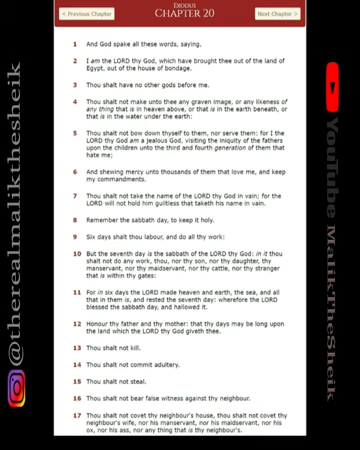 EXODUS
CHAPTER 20
< Previous Chapter
Next Chapter >
1 And God spake all these words, saying,
2 I am the LORD thy God, which have brought thee out of the land of
Egypt, out of the house of bondage.
3 Thou shalt have no other gods before me.
4 Thou shalt not make unto thee any graven image, or any likeness of
any thing that is in heaven above, or that is in the earth beneath, or
that is in the water under the earth:
5 Thou shalt not bow down thyself to them, nor serve them: for I the
LORD thy God am a jealous God, visiting the iniquity of the fathers
upon the children unto the third and fourth generation of them that
hate me;
6 And shewing mercy unto thousands of them that love me, and keep
my commandments.
7 Thou shalt not take the name of the LORD thy God in vain; for the
LORD will not hold him guiltless that taketh his name in vain.
8 Remember the sabbath day, to keep it holy.
9 Six days shalt thou labour, and do all thy work:
10 But the seventh day is the sabbath of the LORD thy God: in it thou
shalt not do any work, thou, nor thy son, nor thy daughter, thy
manservant, nor thy maidservant, nor thy cattle, nor thy stranger
that is within thy gates:
11 For in six days the LORD made heaven and earth, the sea, and all
that in them is, and rested the seventh day: wherefore the LORD
blessed the sabbath day, and hallowed it.
12 Honour thy father and thy mother: that thy days may be long upon
the land which the LORD thy God giveth thee.
13 Thou shalt not kill.
14 Thou shalt not commit adultery.
15 Thou shalt not steal.
16 Thou shalt not bear false witness against thy neighbour.
17 Thou shalt not covet thy neighbour's house, thou shalt not covet thy
neighbour's wife, nor his manservant, nor his maidservant, nor his
ox, nor his ass, nor any thing that is thy neighbour's.
@therealmalikthesheik
YouTube MalikTheSheik